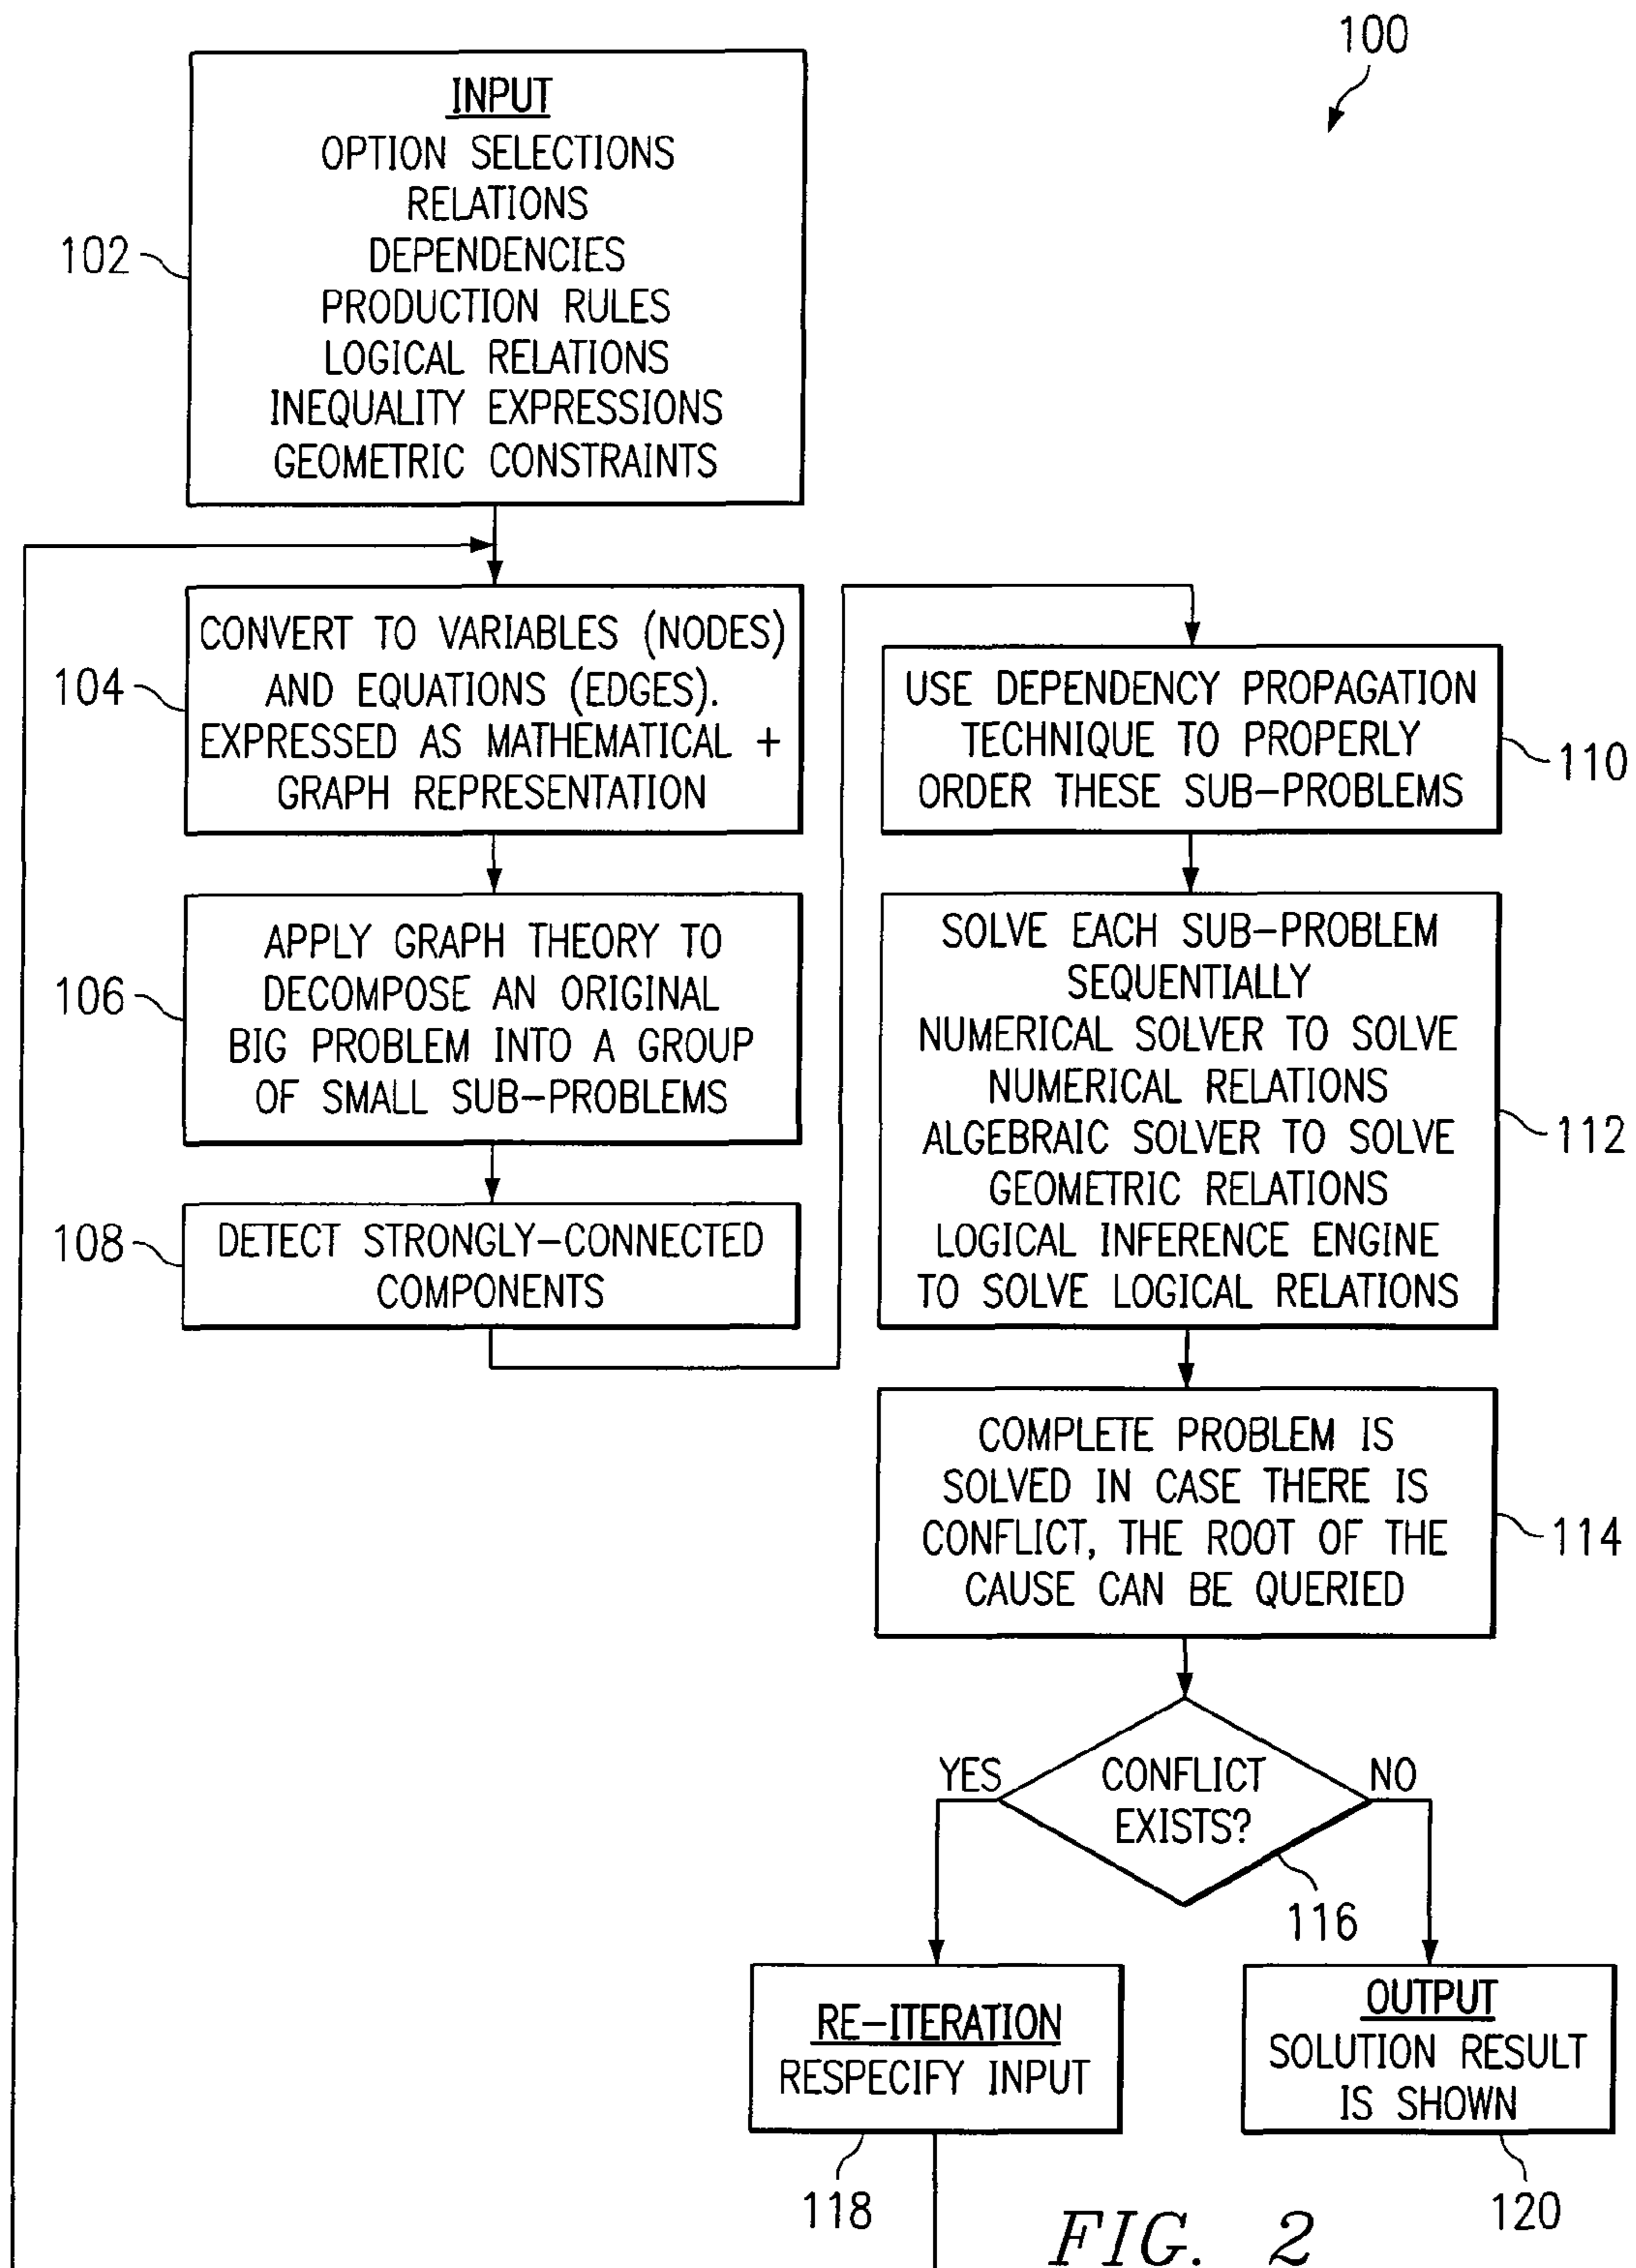 100
INPUT
OPTION SELECTIONS
RELATIONS
DEPENDENCIES
PRODUCTION RULES
LOGICAL RELATIONS
INEQUALITY EXPRESSIONS
GEOMETRIC CONSTRAINTS
102
CONVERT TO VARIABLES (NODES)
AND EQUATIONS (EDGES).
EXPRESSED AS MATHEMATICAL +
GRAPH REPRESENTATION
104
APPLY GRAPH THEORY TO
DECOMPOSE AN ORIGINAL
BIG PROBLEM INTO A GROUP
OF SMALL SUB-PROBLEMS
106
DETECT STRONGLY-CONNECTED
COMPONENTS
108
USE DEPENDENCY PROPAGATION
TECHNIQUE TO PROPERLY
ORDER THESE SUB-PROBLEMS
110
SOLVE EACH SUB-PROBLEM
SEQUENTIALLY
NUMERICAL SOLVER TO SOLVE
NUMERICAL RELATIONS
ALGEBRAIC SOLVER TO SOLVE
GEOMETRIC RELATIONS
LOGICAL INFERENCE ENGINE
TO SOLVE LOGICAL RELATIONS
112
COMPLETE PROBLEM IS
SOLVED IN CASE THERE IS
CONFLICT, THE ROOT OF THE
CAUSE CAN BE QUERIED
114
YES
CONFLICT
EXISTS?
NO
116
RE-ITERATION
RESPECIFY INPUT
118
OUTPUT
SOLUTION RESULT
IS SHOWN
120
FIG. 2